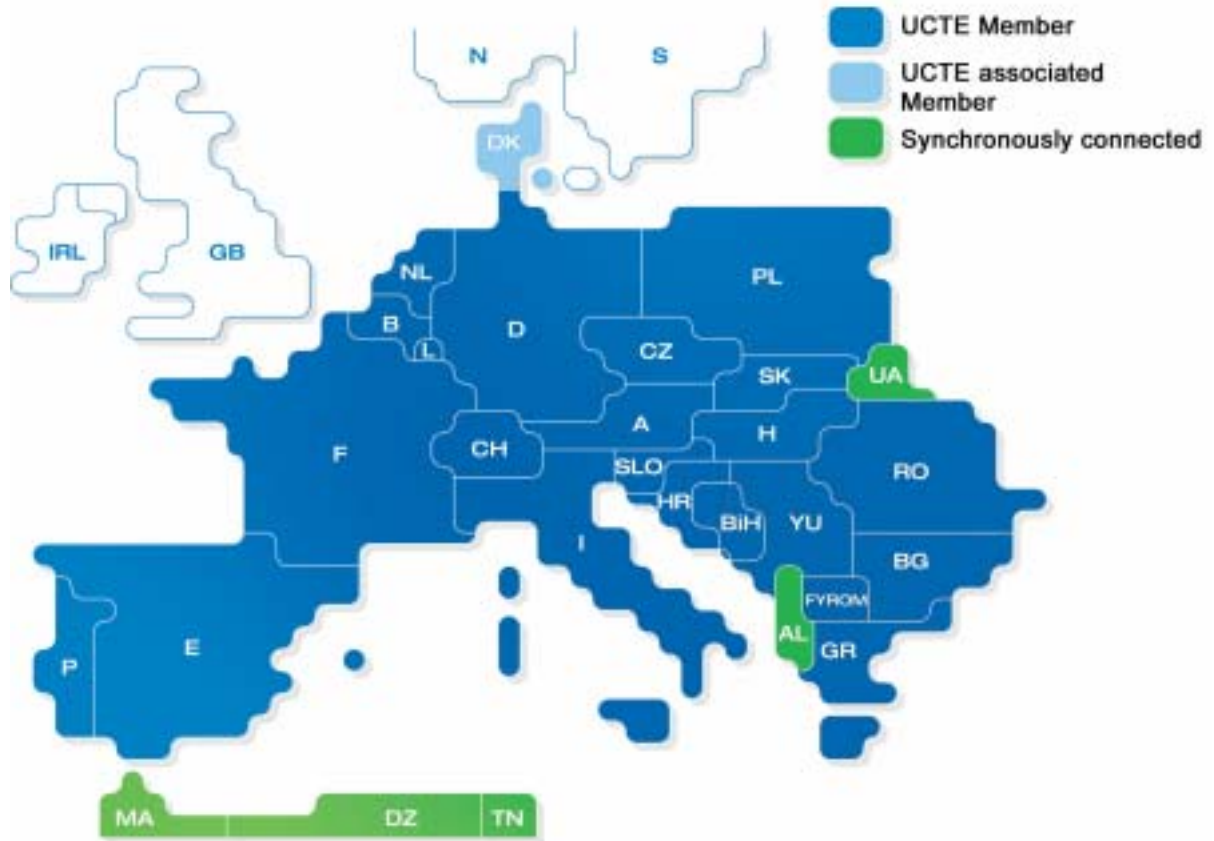 UCTE Member
UCTE associated
Member
Synchronously connected
N
S
DK
IRL
GB
NL
PL
B
D
L
CZ
SK
UA
A
H
F
CH
SLO
RO
HR
BiH
YU
I
BG
FYROM
AL
GR
P
E
MA
DZ
TN